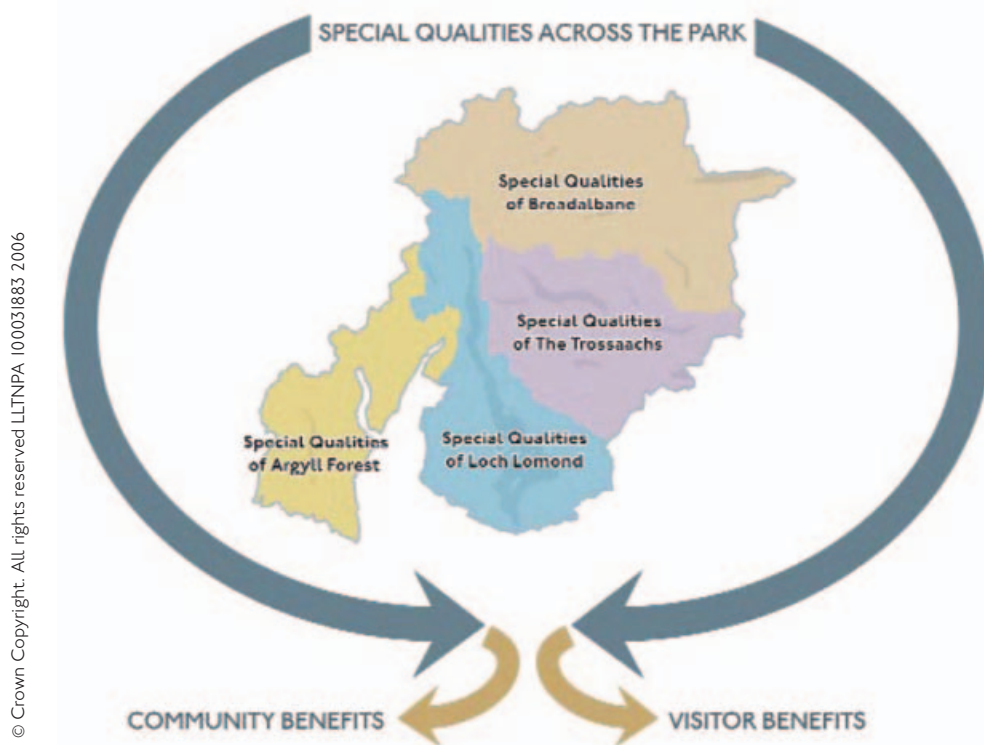 SPECIAL QUALITIES ACROSS THE PARK
Special Qualities
of Breadalbane
Special Qualities
of The Trossaachs
Special Qualities
of Argyll Forest
Special Qualities
of Loch Lomond
COMMUNITY BENEFITS
VISITOR BENEFITS
© Crown Copyright. All rights reserved LLTNPA 100031883 2006